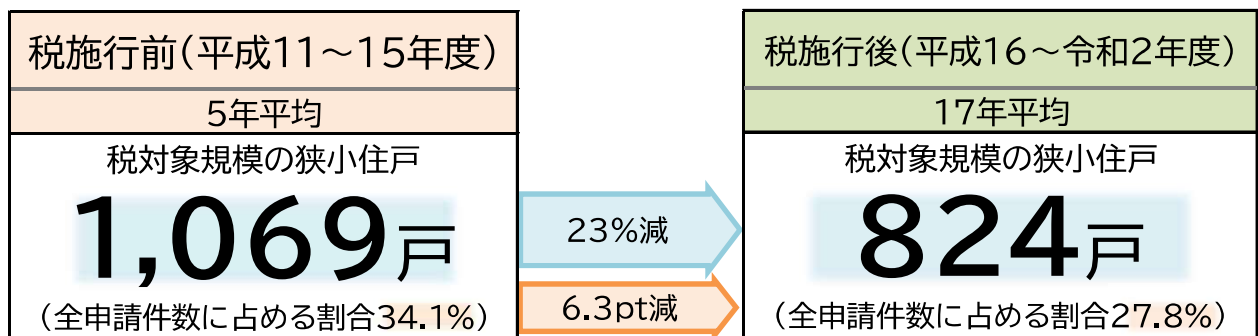 税施行前(平成11～15年度)
5年平均
税対象規模の狭小住戸
1,069戸
(全申請件数に占める割合34.1%)
23%減
6.3pt減
税施行後(平成16～令和2年度)
17年平均
税対象規模の狭小住戸
824戸
(全申請件数に占める割合27.8%)